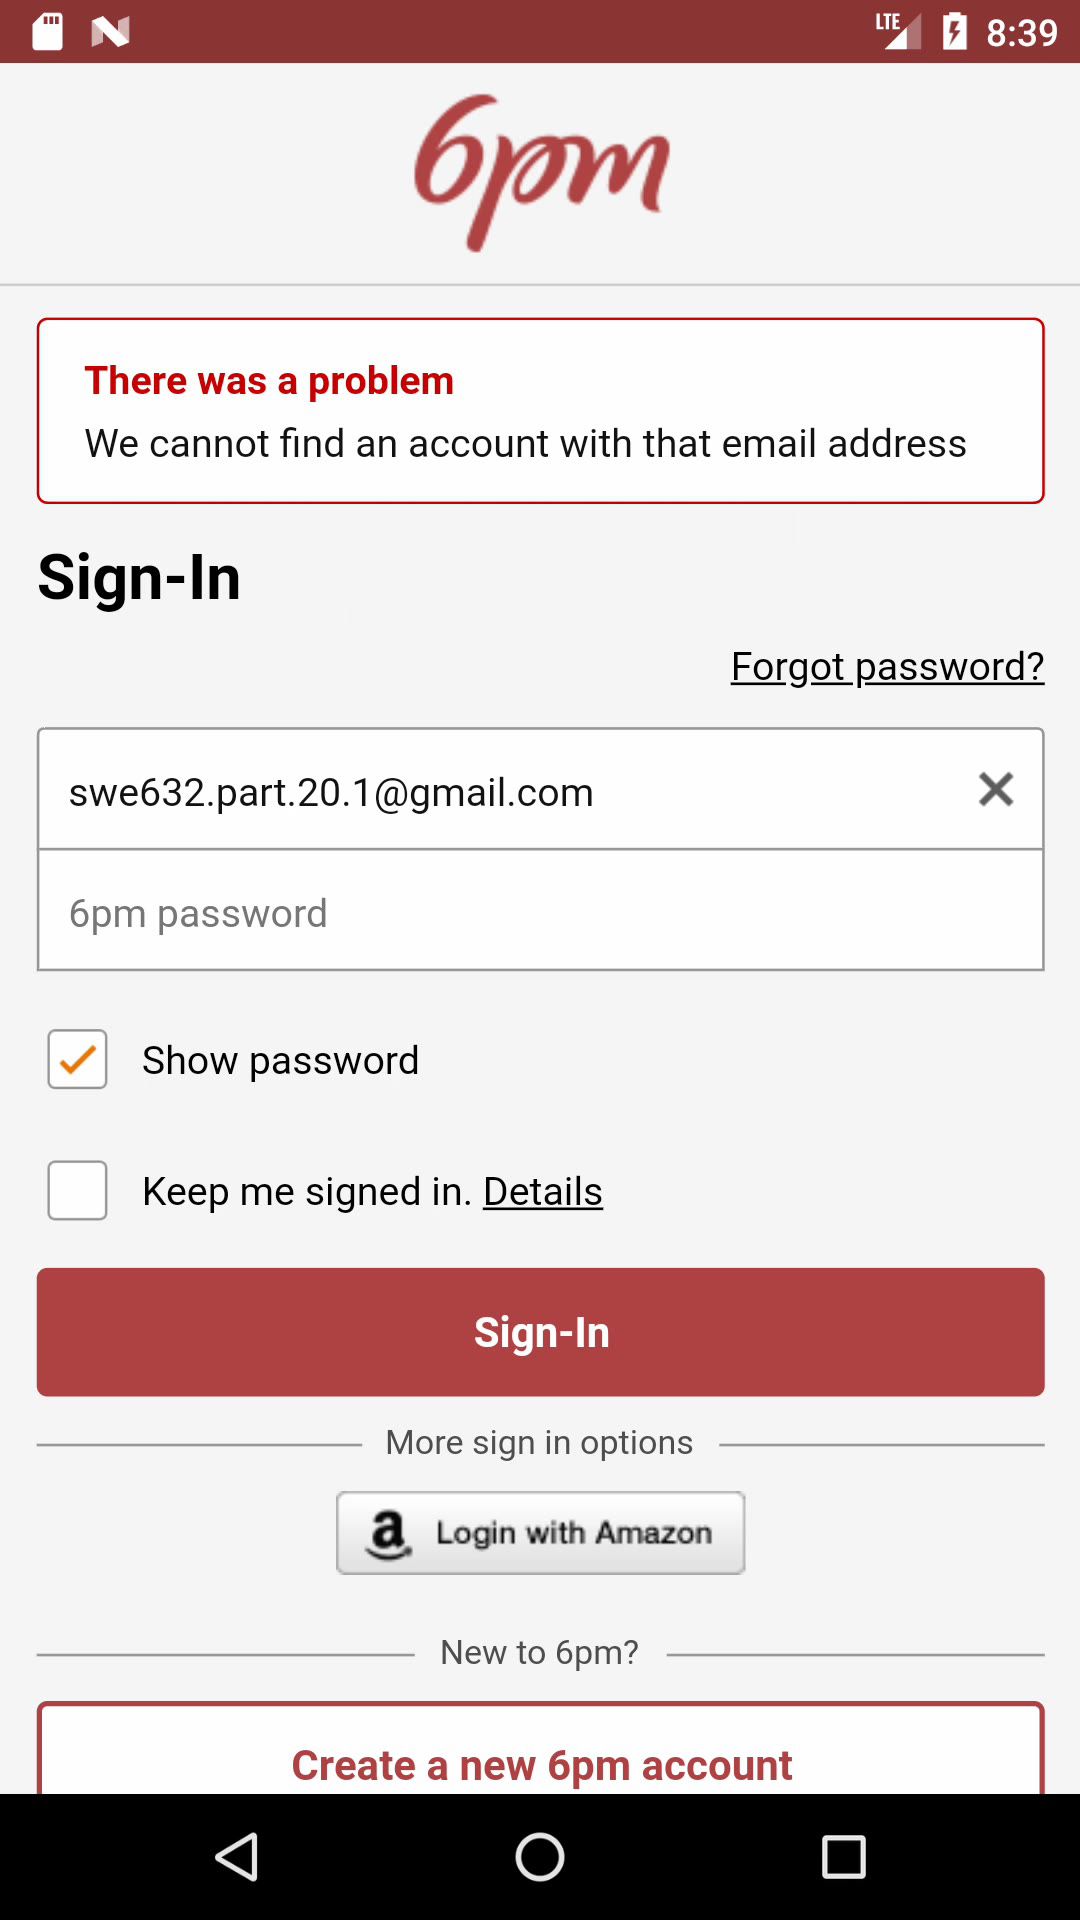 LTE 8:39
6pm
There was a problem
We cannot find an account with that email address
Sign-In
Forgot password?
swe632.part.20.1@gmail.com
6pm password
Show password
Keep me signed in. Details
Sign-In
More sign in options
a Login with Amazon
New to 6pm?
Create a new 6pm account